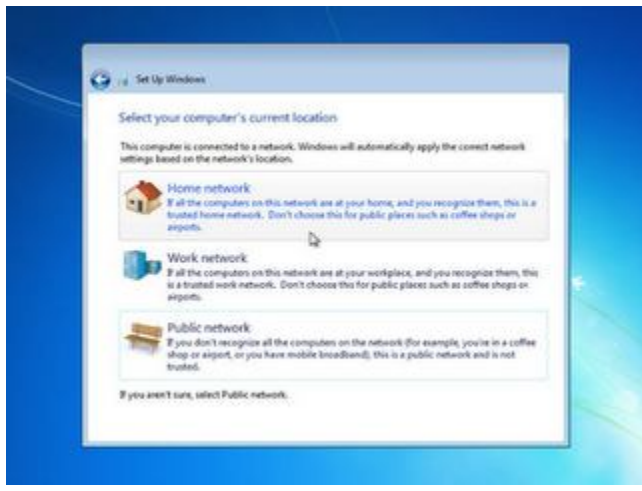 Set Up Windows
Select your computer's current location
This computer is connected to a network. Windows will automatically apply the correct network
settings based on the network's location.
Home network
If all the computers on this network are at your home, and you recognize them, this is a
trusted home network. Don't choose this for public places such as coffee shops or
airports.
Work network
If all the computers on this network are at your workplace, and you recognize them, this
is a trusted work network. Don't choose this for public places such as coffee shops or
airports.
Public network
If you don't recognize all the computers on the network (for example, you're in a coffee
shop or airport, or you have mobile broadband), this is a public network and is not
trusted.
If you aren't sure, select Public network.